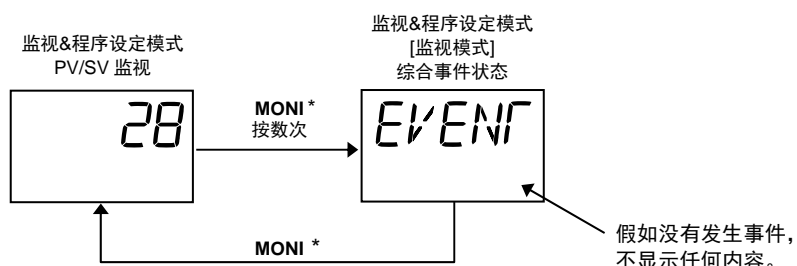 监视&程序设定模式
PV/SV 监视
监视&程序设定模式
[监视模式]
综合事件状态
28
MONI *
按数次
EVENT
MONI *
假如没有发生事件，
不显示任何内容。